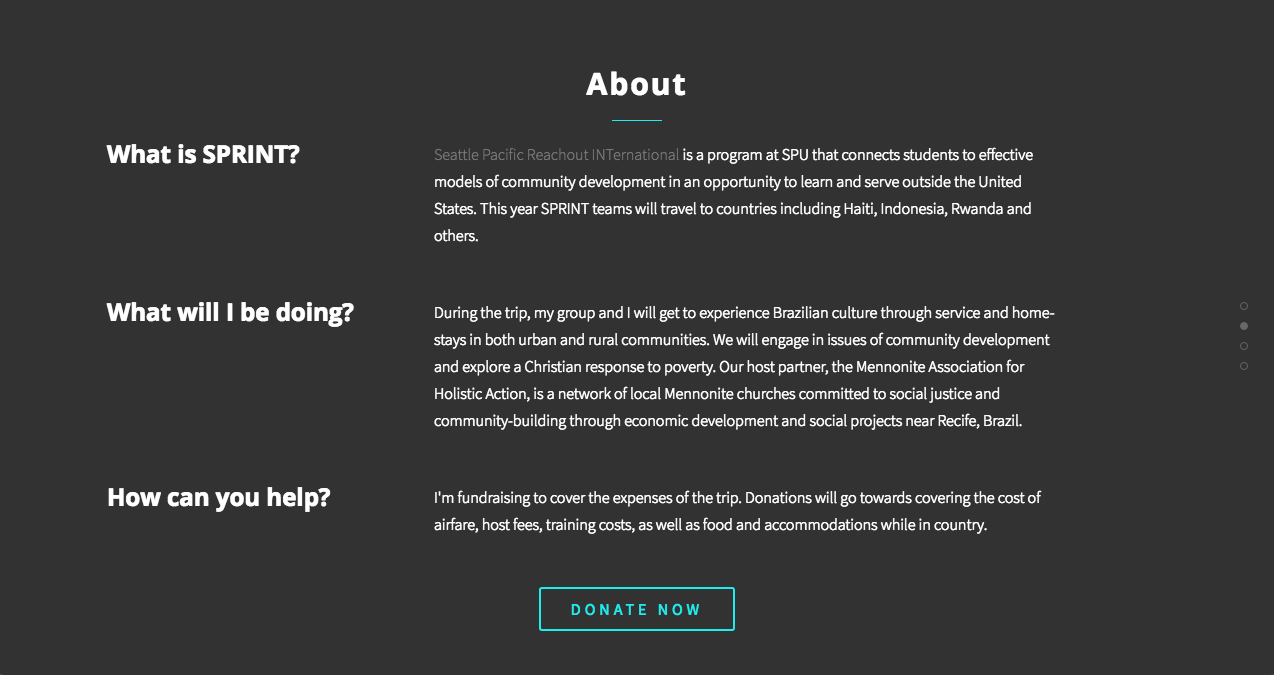 About
What is SPRINT?
Seattle Pacific Reachout INTernational is a program at SPU that connects students to effective
models of community development in an opportunity to learn and serve outside the United
States. This year SPRINT teams will travel to countries including Haiti, Indonesia, Rwanda and
others.
What will I be doing?
During the trip, my group and I will get to experience Brazilian culture through service and home-
stays in both urban and rural communities. We will engage in issues of community development
and explore a Christian response to poverty. Our host partner, the Mennonite Association for
Holistic Action, is a network of local Mennonite churches committed to social justice and
community-building through economic development and social projects near Recife, Brazil.
How can you help?
I'm fundraising to cover the expenses of the trip. Donations will go towards covering the cost of
airfare, host fees, training costs, as well as food and accommodations while in country.
DONATE NOW